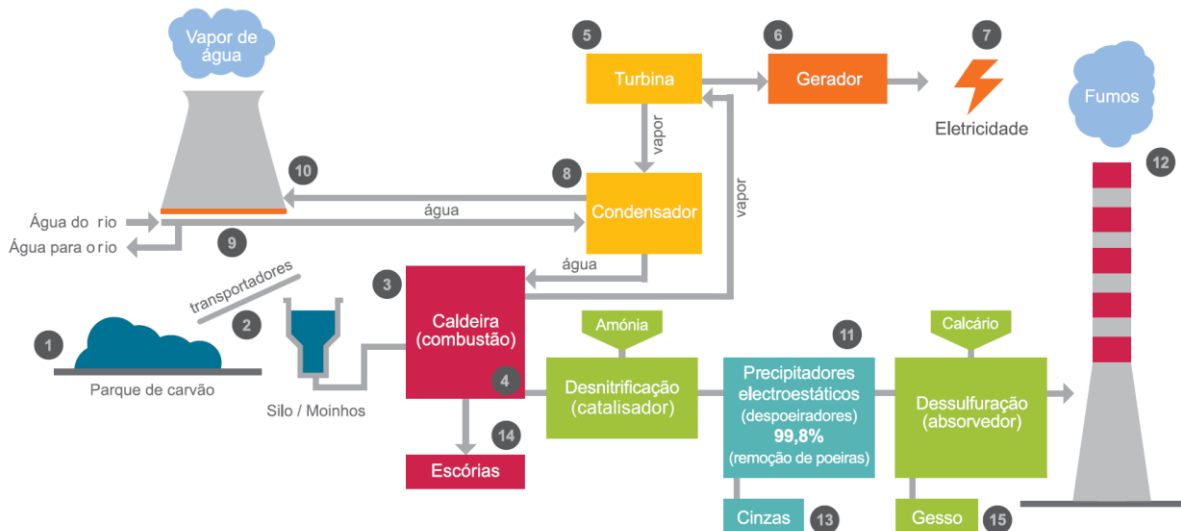 Vapor de
água
5
Turbina
6
Gerador
7
Eletricidade
Fumos
12
vapor
vapor
8
Condensador
10
água
água
Água do rio
Água para o rio
9
transportadores
1
2
Parque de carvão
Silo / Moinhos
3
Caldeira
(combustão)
4
14
Escórias
Amónia
Desnitrificação
(catalisador)
11
Precipitadores
electroestáticos
(despoeiradores)
99,8%
(remoção de poeiras)
Cinzas
13
Calcário
Dessulfuração
(absorvedor)
Gesso
15